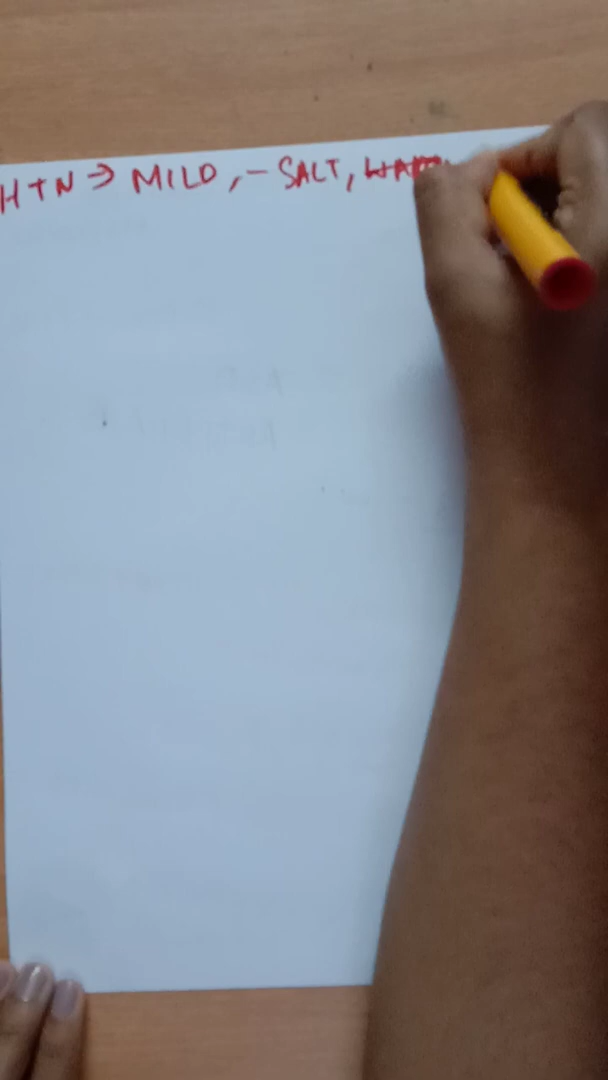 HTN → MILD, - SALT,